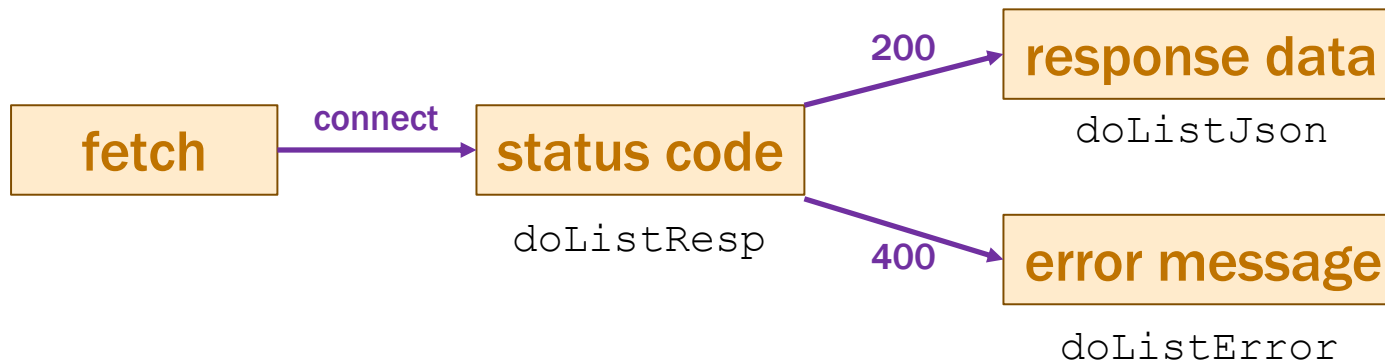 fetch
connect
status code
doListResp
200
response data
doListJson
400
error message
doListError